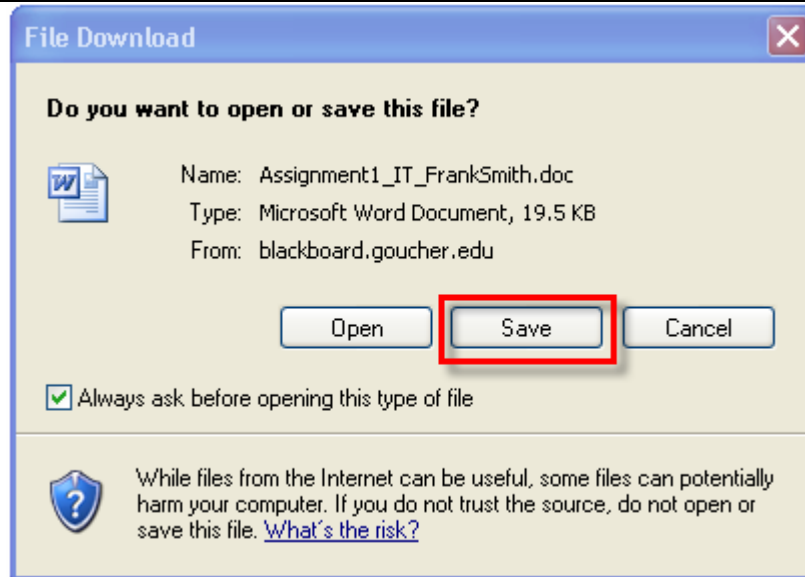 File Download
Do you want to open or save this file?
Name: Assignment1_IT_FrankSmith.doc
Type: Microsoft Word Document, 19.5 KB
From: blackboard.goucher.edu
Open Save Cancel
Always ask before opening this type of file
While files from the Internet can be useful, some files can potentially
harm your computer. If you do not trust the source, do not open or
save this file. What's the risk?